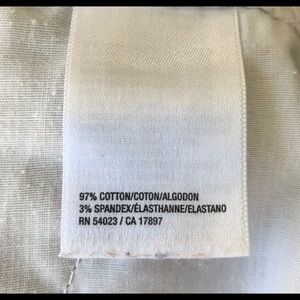 97% COTTON/COTON/ALGODON
3% SPANDEX/ÉLASTHANNE/ELASTANO
RN 54023 / CA 17897